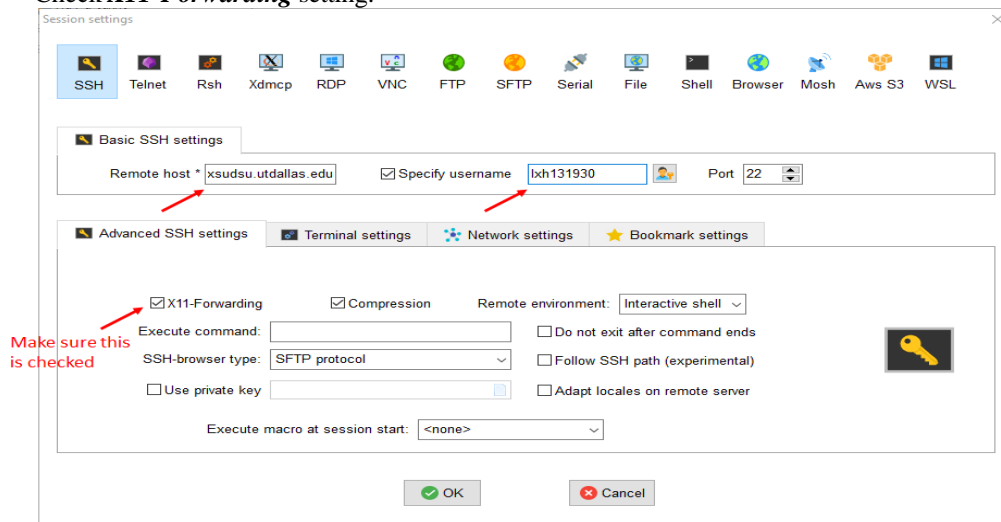 Check X11-Forwarding setting.
Session settings
SSH Telnet Rsh Xdmcp RDP VNC FTP SFTP Serial File Shell Browser Mosh Aws S3 WSL
Basic SSH settings
Remote host * xsudsu.utdallas.edu Specify username lxh131930 Port 22
Advanced SSH settings Terminal settings Network settings Bookmark settings
X11-Forwarding Compression Remote environment: Interactive shell
Make sure this
is checked
Execute command: Do not exit after command ends
SSH-browser type: SFTP protocol Follow SSH path (experimental)
Use private key Adapt locales on remote server
Execute macro at session start: <none>
OK Cancel